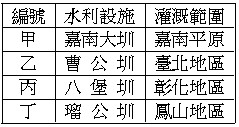 編號 水利設施 灌溉範圍
甲 嘉南大圳 嘉南平原
乙 曹公圳 臺北地區
丙 八堡圳 彰化地區
丁 瑠公圳 鳳山地區